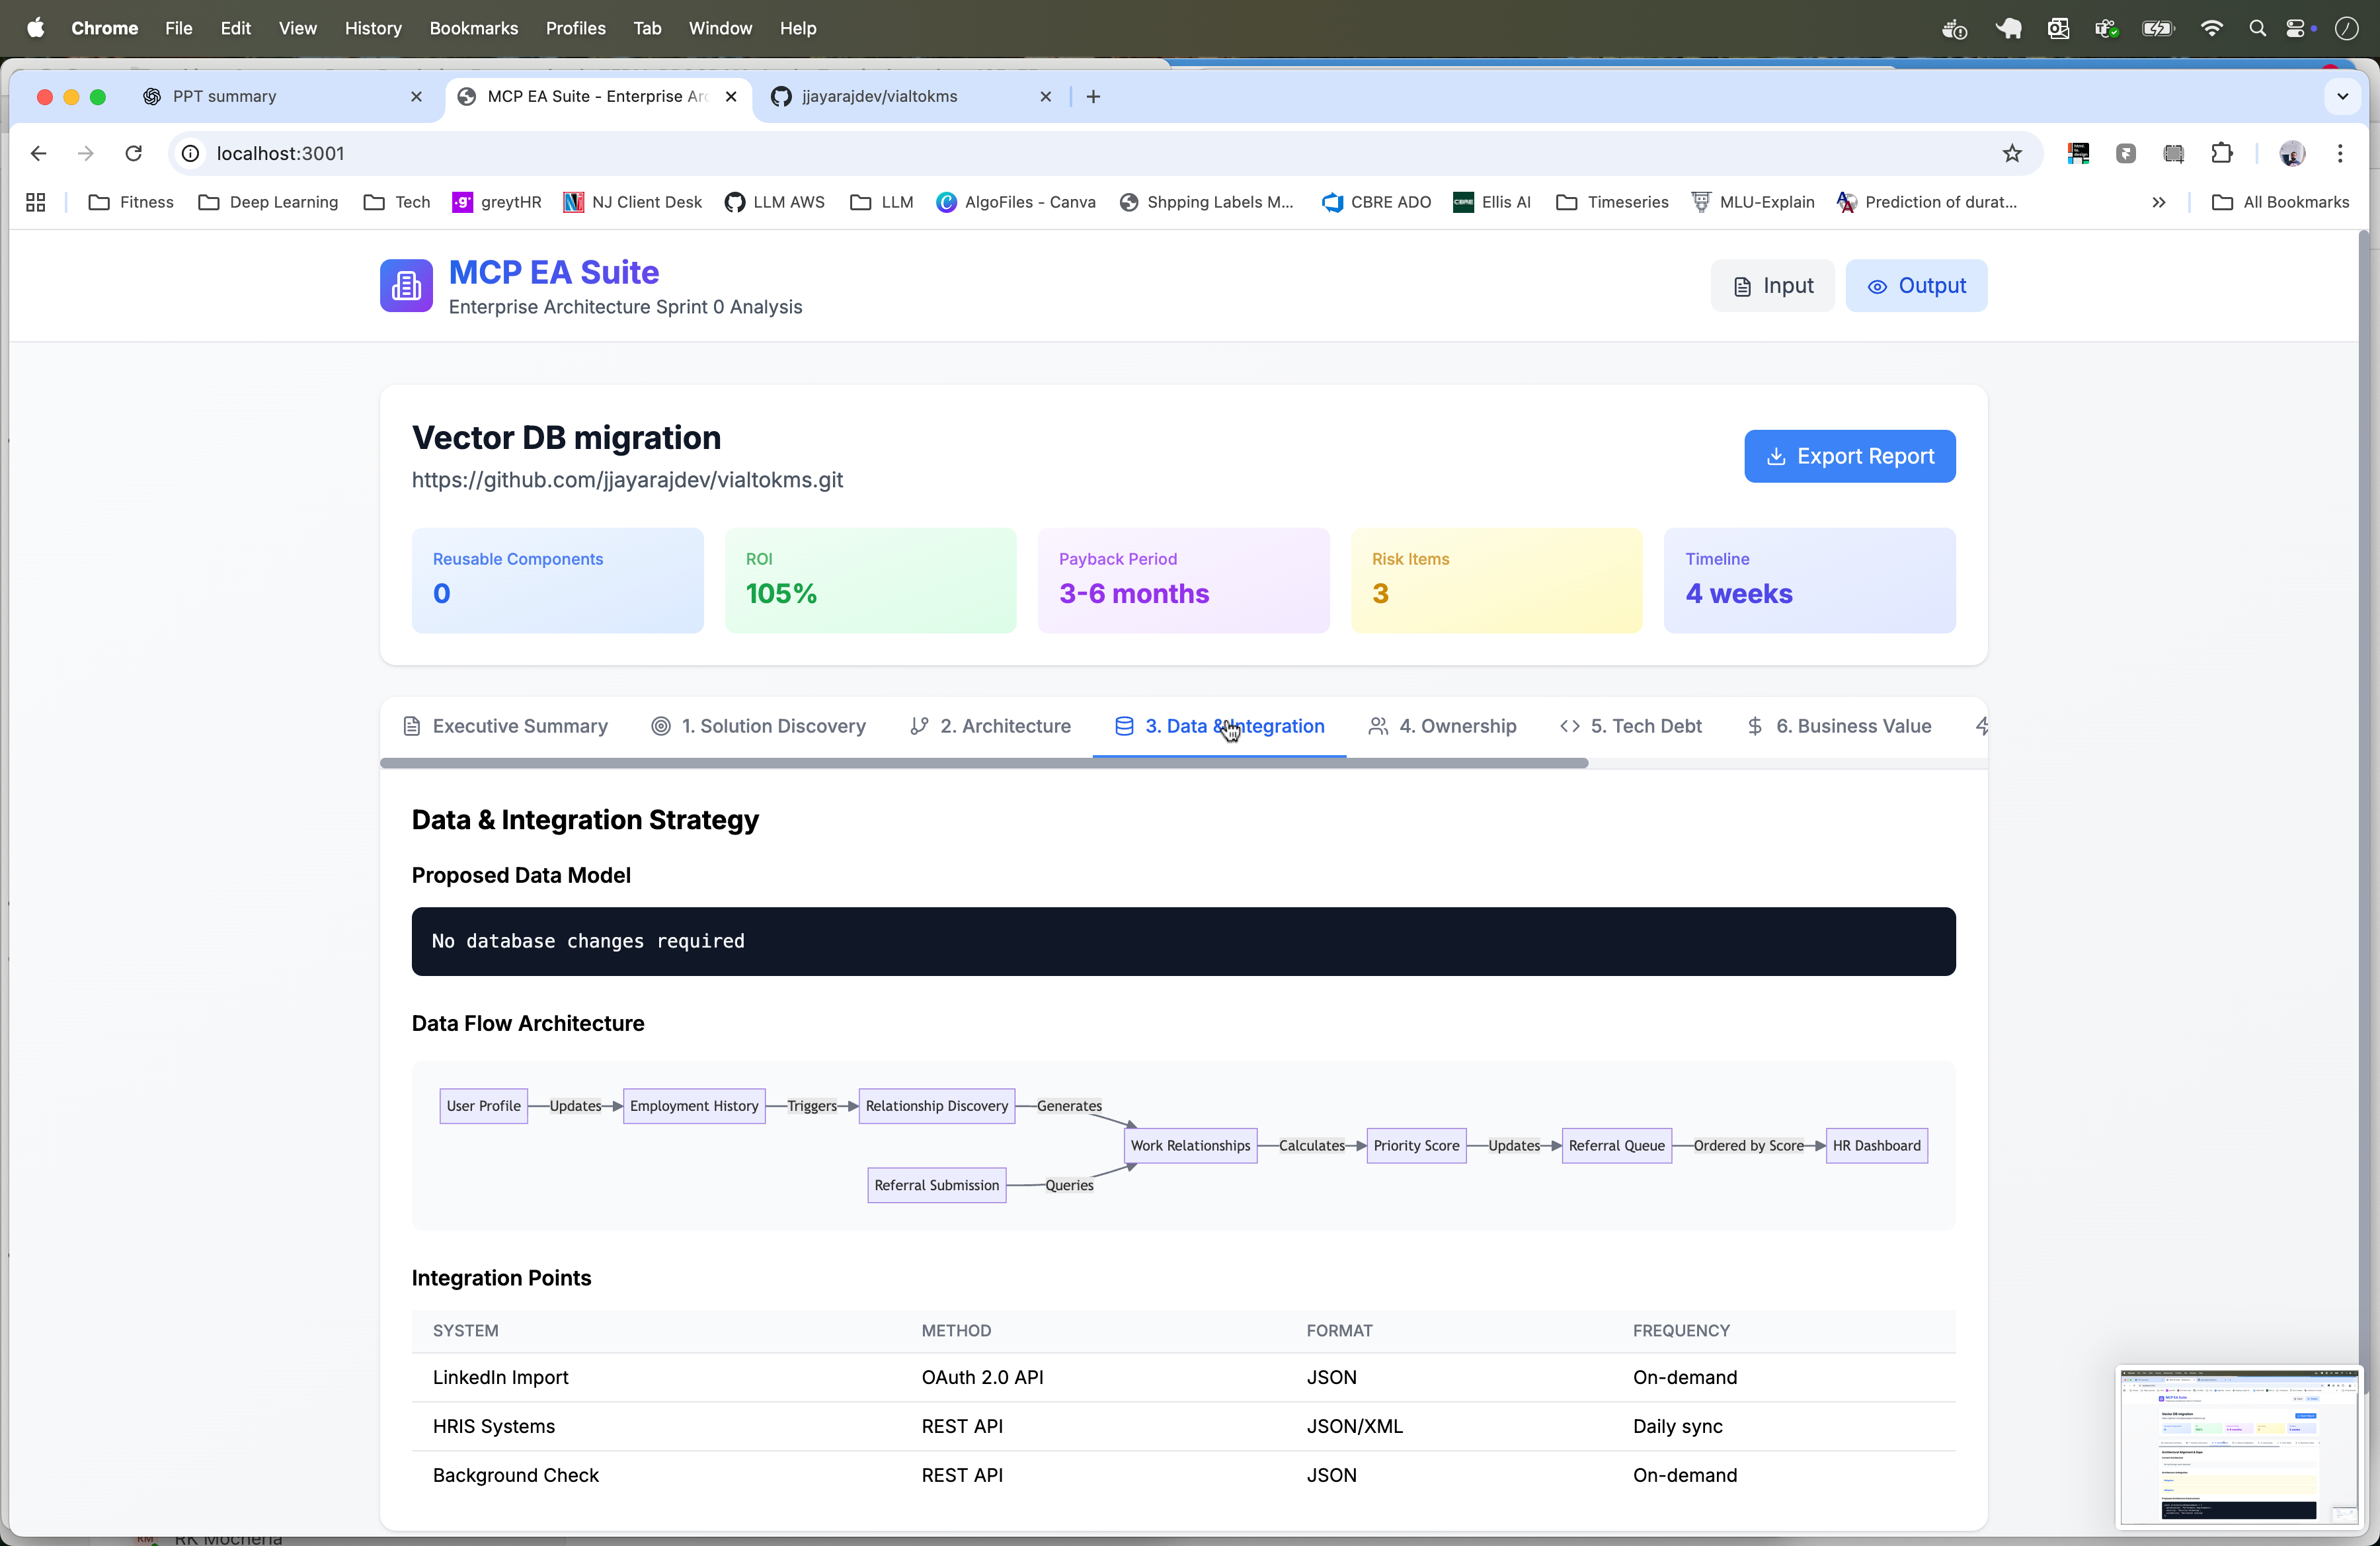 Chrome File Edit View History Bookmarks Profiles Tab Window Help
PPT summary
MCP EA Suite - Enterprise Arc
jjayarajdev/vialtokms
localhost:3001
Fitness Deep Learning Tech greytHR NJ Client Desk LLM AWS LLM AlgoFiles - Canva Shpping Labels M... CBRE ADO Ellis AI Timeseries MLU-Explain Prediction of durat... All Bookmarks
MCP EA Suite
Enterprise Architecture Sprint 0 Analysis
Input
Output
Vector DB migration
https://github.com/jjayarajdev/vialtokms.git
Export Report
Reusable Components
0
ROI
105%
Payback Period
3-6 months
Risk Items
3
Timeline
4 weeks
Executive Summary 1. Solution Discovery 2. Architecture 3. Data & Integration 4. Ownership 5. Tech Debt 6. Business Value
Data & Integration Strategy
Proposed Data Model
No database changes required
Data Flow Architecture
User Profile Updates Employment History Triggers Relationship Discovery Generates
Work Relationships Calculates Priority Score Updates Referral Queue Ordered by Score HR Dashboard
Referral Submission Queries
Integration Points
SYSTEM METHOD FORMAT FREQUENCY
LinkedIn Import OAuth 2.0 API JSON On-demand
HRIS Systems REST API JSON/XML Daily sync
Background Check REST API JSON On-demand